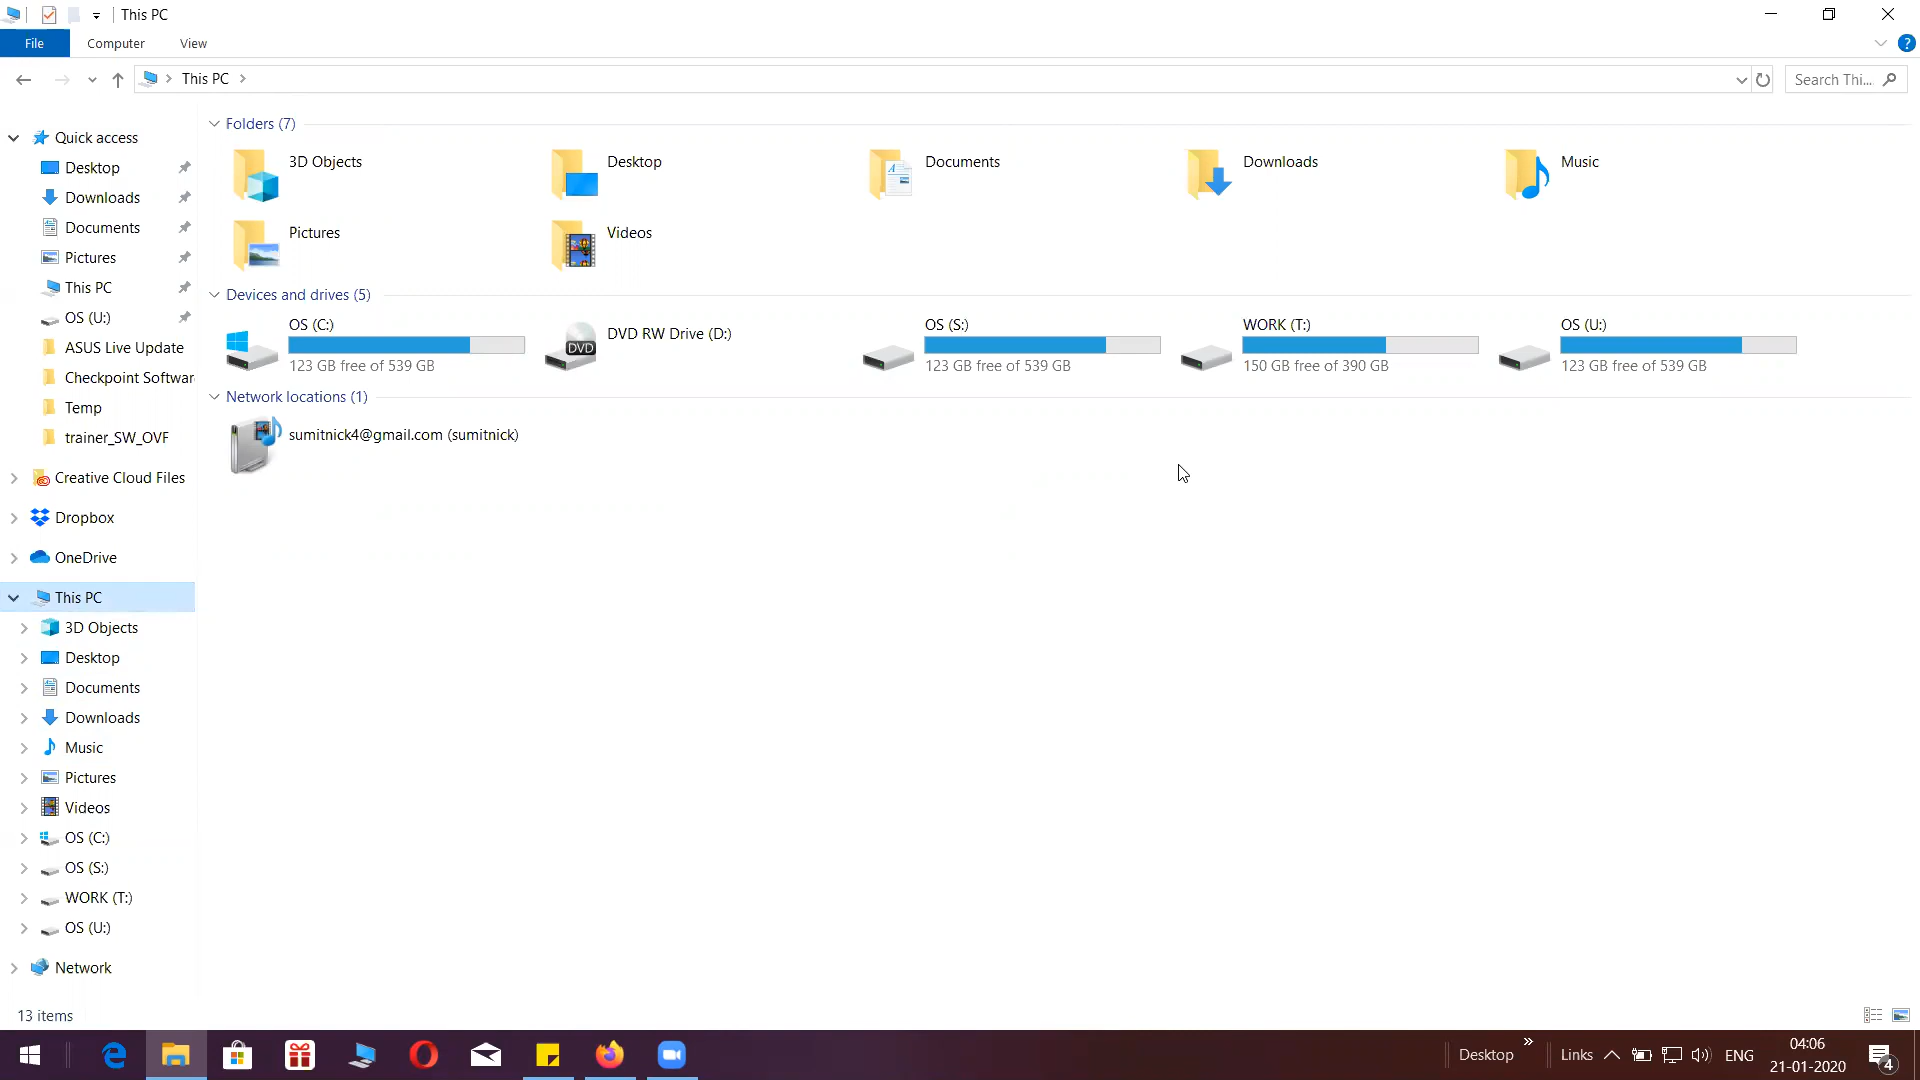 This PC
File
Computer
View
This PC
Search Thi...
Quick access
Desktop
Downloads
Documents
Pictures
This PC
OS (U:)
ASUS Live Update
Checkpoint Softwar
Temp
trainer_SW_OVF
Creative Cloud Files
Dropbox
OneDrive
This PC
3D Objects
Desktop
Documents
Downloads
Music
Pictures
Videos
OS (C:)
OS (S:)
WORK (T:)
OS (U:)
Network
Folders (7)
3D Objects
Desktop
Documents
Downloads
Music
Pictures
Videos
Devices and drives (5)
OS (C:)
123 GB free of 539 GB
DVD
DVD RW Drive (D:)
OS (S:)
123 GB free of 539 GB
WORK (T:)
150 GB free of 390 GB
OS (U:)
123 GB free of 539 GB
Network locations (1)
sumitnick4@gmail.com (sumitnick)
13 items
Desktop
Links
ENG
04:06
21-01-2020
4